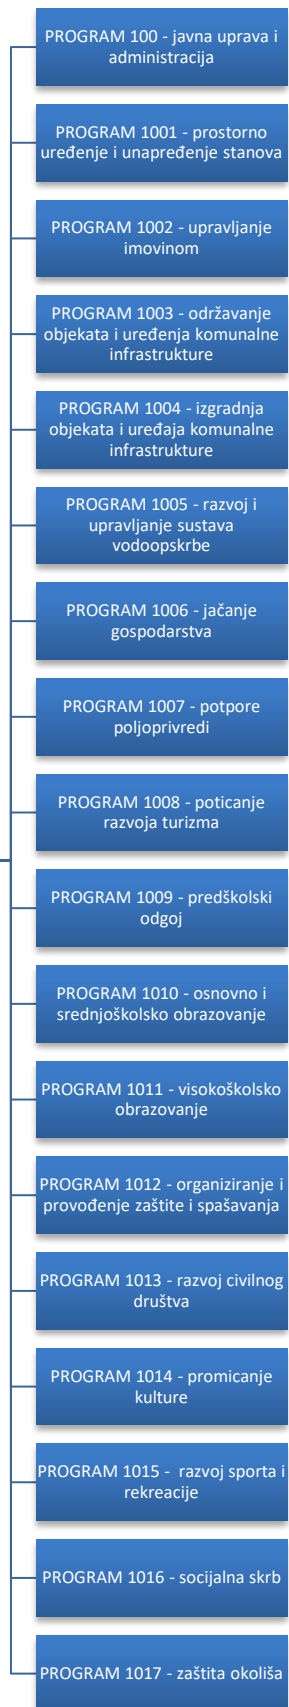 PROGRAM 100 - javna uprava i
administracija
PROGRAM 1001 - prostorno
uređenje i unapređenje stanova
PROGRAM 1002 - upravljanje
imovinom
PROGRAM 1003 - održavanje
objekata i uređenja komunalne
infrastrukture
PROGRAM 1004 - izgradnja
objekata i uređaja komunalne
infrastrukture
PROGRAM 1005 - razvoj i
upravljanje sustava
vodoopskrbe
PROGRAM 1006 - jačanje
gospodarstva
PROGRAM 1007 - potpore
poljoprivredi
PROGRAM 1008 - poticanje
razvoja turizma
PROGRAM 1009 - predškolski
odgoj
PROGRAM 1010 - osnovno i
srednjoškolsko obrazovanje
PROGRAM 1011 - visokoškolsko
obrazovanje
PROGRAM 1012 - organiziranje i
provođenje zaštite i spašavanja
PROGRAM 1013 - razvoj civilnog
društva
PROGRAM 1014 - promicanje
kulture
PROGRAM 1015 - razvoj sporta i
rekreacije
PROGRAM 1016 - socijalna skrb
PROGRAM 1017 - zaštita okoliša